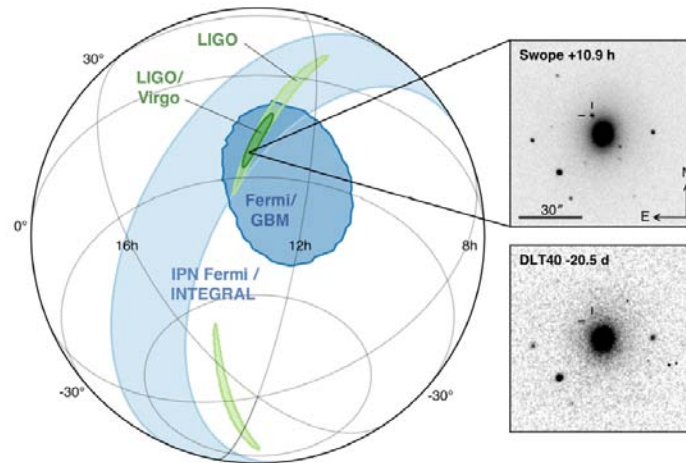 LIGO
LIGO/
Virgo
Fermi/
GBM
IPN Fermi /
INTEGRAL
30°
0°
-30°
-30°
16h
12h
8h
Swope +10.9 h
30"
E
DLT40 -20.5 d